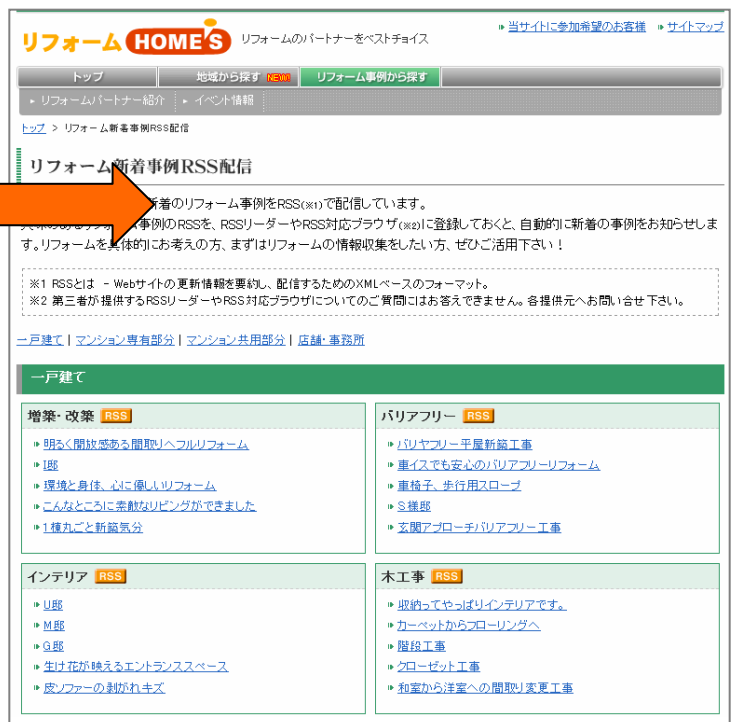 リフォーム HOME'S リフォームのパートナーをベストチョイス
当サイトに参加希望のお客様 サイトマップ
トップ 地域から探す NEW! リフォーム事例から探す
リフォームパートナー紹介 イベント情報
トップ > リフォーム新着事例RSS配信
リフォーム新着事例RSS配信
新着のリフォーム事例をRSS(※1)で配信しています。
事例のRSSを、RSSリーダーやRSS対応ブラウザ(※2)に登録しておくと、自動的に新着の事例をお知らせしま
す。リフォームを具体的にお考えの方、まずはリフォームの情報収集をしたい方、ぜひご活用下さい！
※1 RSSとは - Webサイトの更新情報を要約し、配信するためのXMLベースのフォーマット。
※2 第三者が提供するRSSリーダーやRSS対応ブラウザについてのご質問にはお答えできません。各提供元へお問い合せ下さい。
一戸建て | マンション専有部分 | マンション共用部分 | 店舗・事務所
一戸建て
増築・改築 RSS
明るく開放感ある間取りへフルリフォーム
I邸
環境と身体、心に優しいリフォーム
こんなところに素敵なリビングができました
1棟丸ごと新築気分
バリアフリー RSS
バリヤフリー平屋新築工事
車イスでも安心のバリアフリーリフォーム
車椅子、歩行用スロープ
S様邸
玄関アプローチバリアフリー工事
インテリア RSS
U邸
M邸
G邸
生け花が映えるエントランススペース
皮ソファーの剥がれキズ
木工事 RSS
収納ってやっぱりインテリアです。
カーペットからフローリングへ
階段工事
クローゼット工事
和室から洋室への間取り変更工事